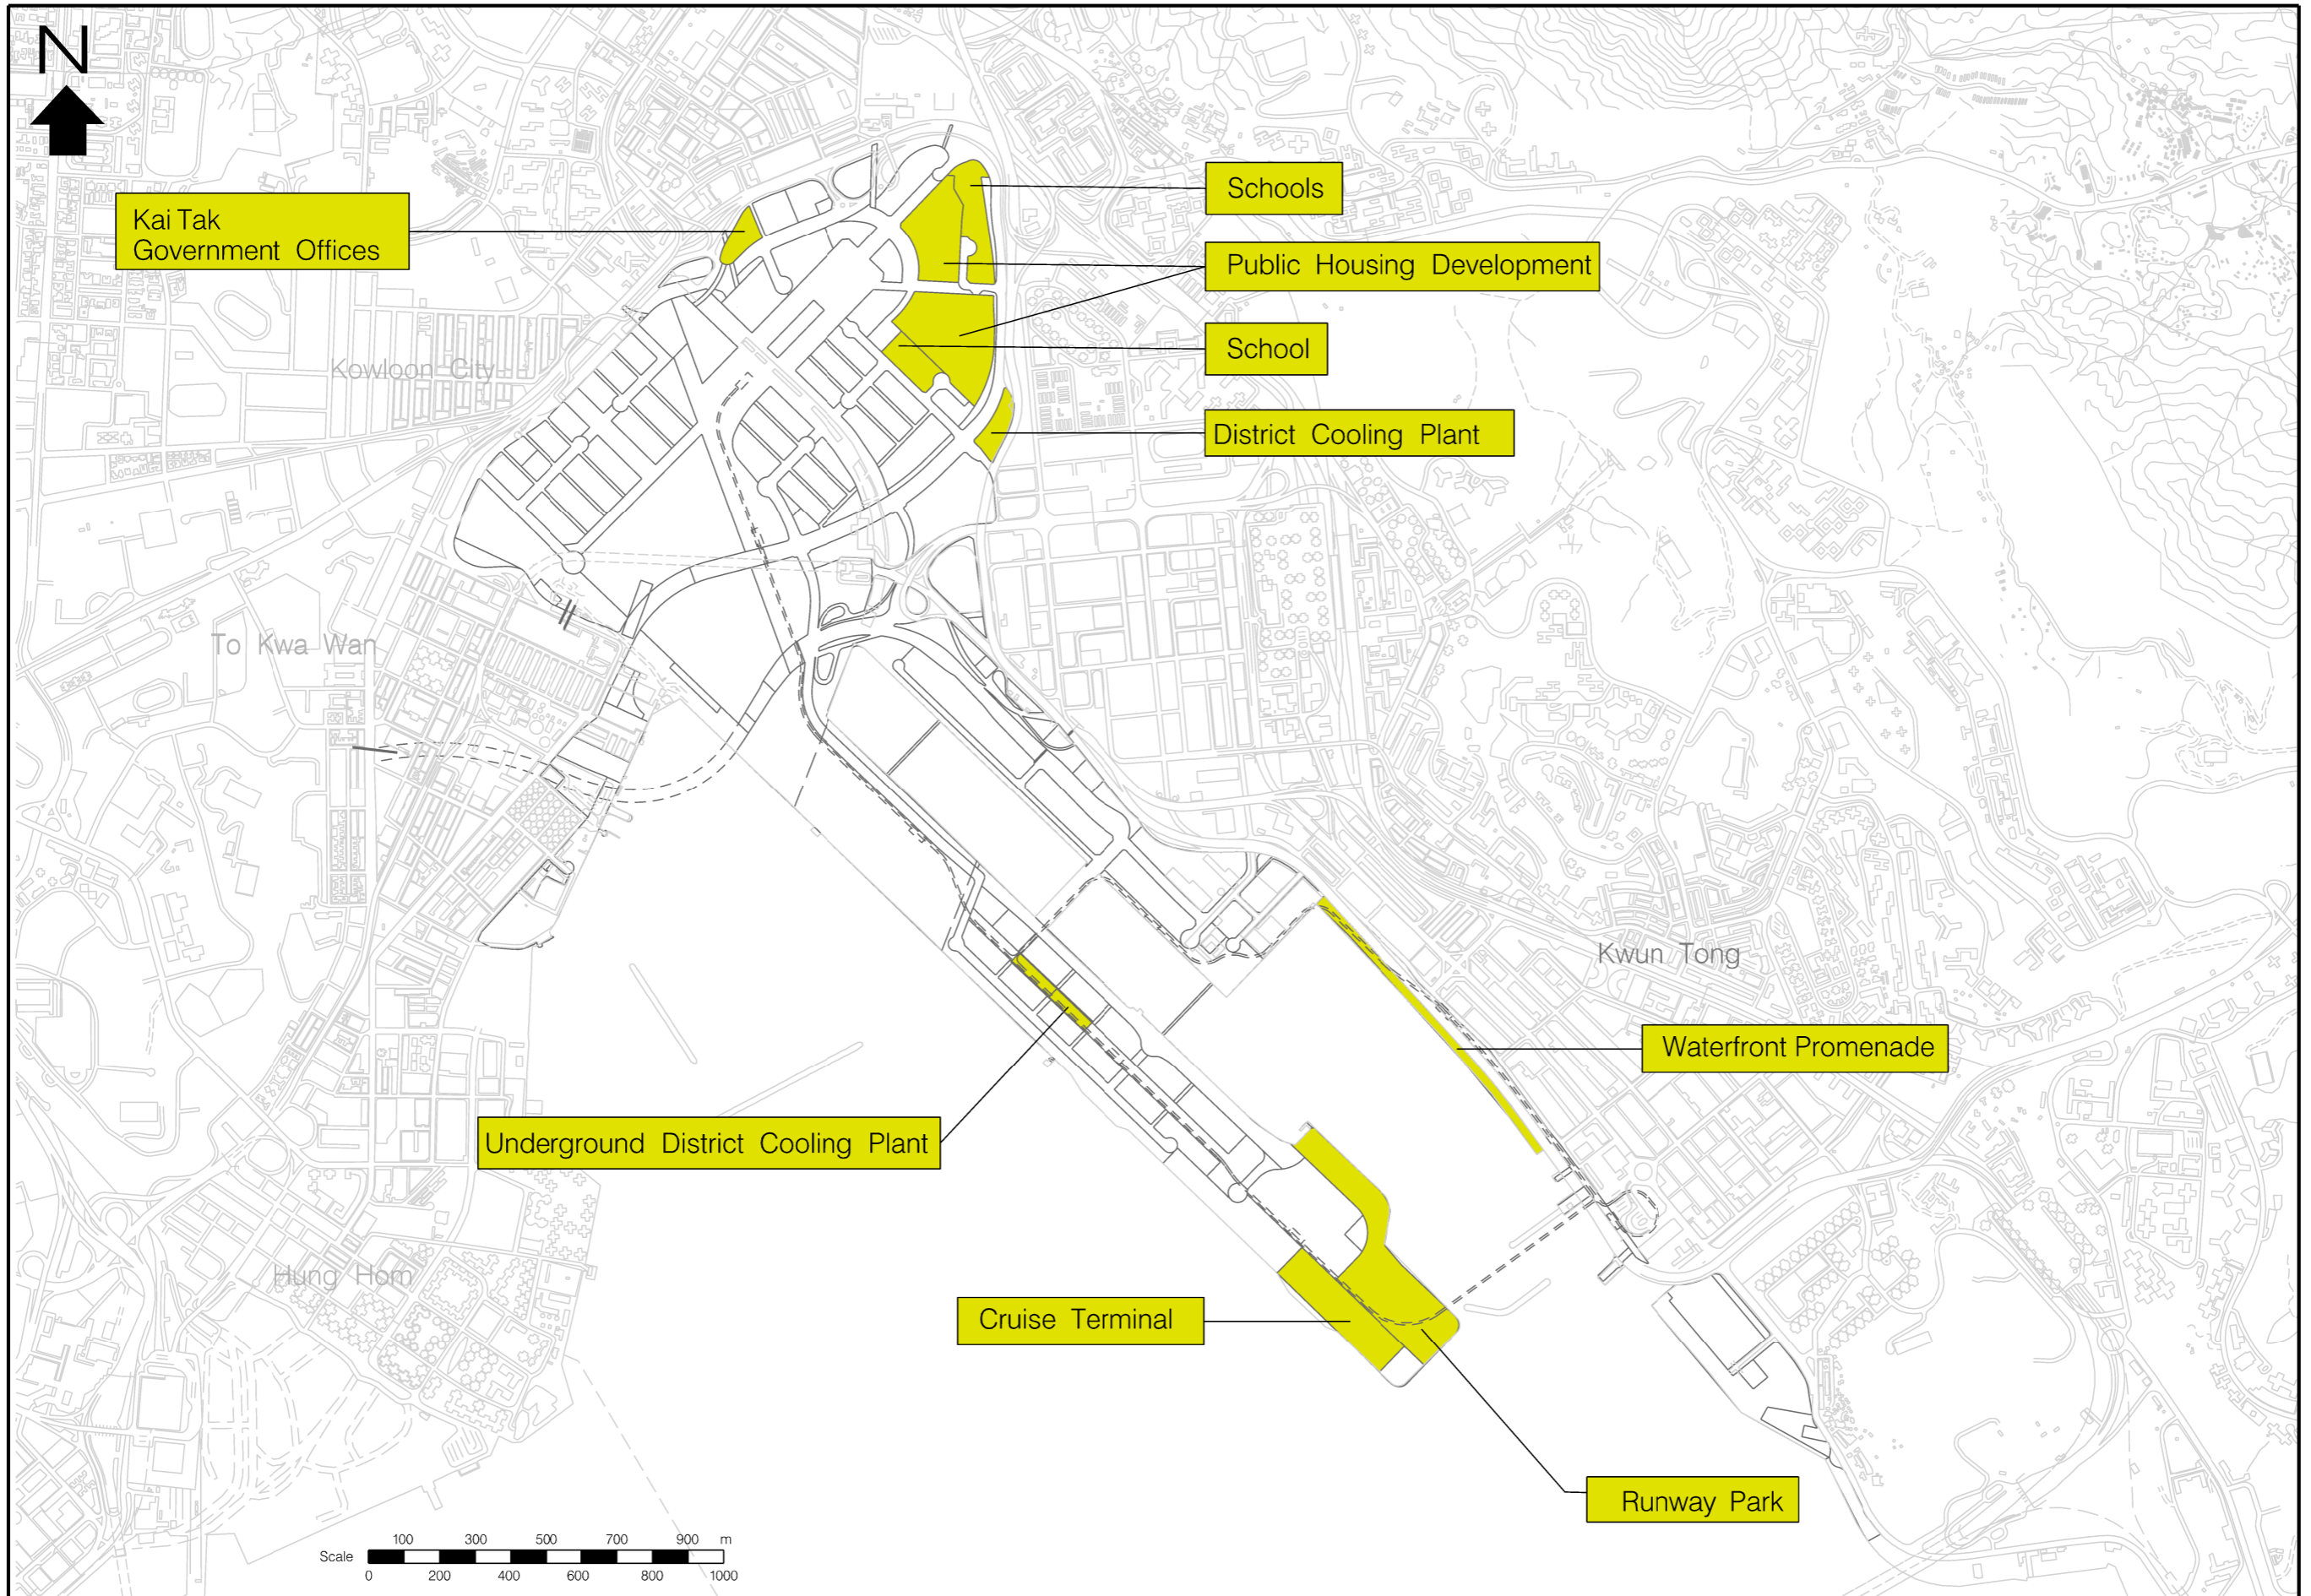 N
Kai Tak
Government Offices
Schools
Public Housing Development
School
Kowloon City
District Cooling Plant
To Kwa Wan
Kwun Tong
Waterfront Promenade
Underground District Cooling Plant
Hung Hom
Cruise Terminal
Runway Park
100 300 500 700 900 m
Scale
0 200 400 600 800 1000